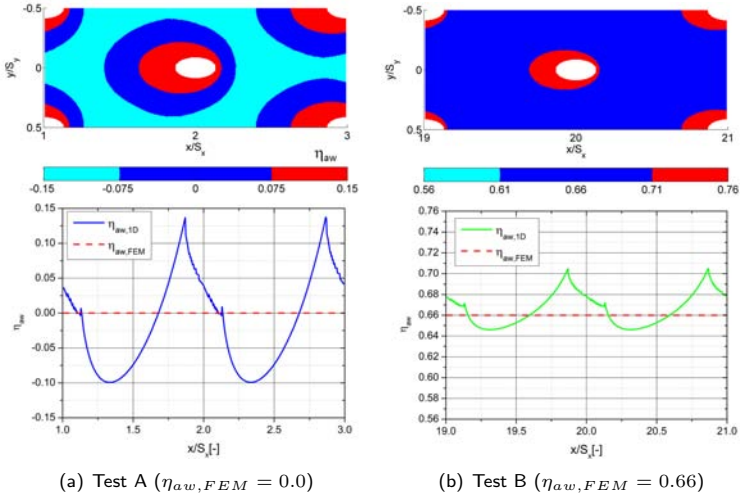 -0.5
0
0.5
y/S_y
1 2 3
x/S_x
η_aw
-0.15 -0.075 0 0.075 0.15
0.15
0.10
0.05
0.00
-0.05
-0.10
-0.15
η_aw
η_aw,1D
η_aw,FEM
1.0 1.5 2.0 2.5 3.0
x/S_x[-]
(a) Test A (η_aw,FEM = 0.0)
-0.5
0
0.5
y/S_y
19 20 21
x/S_x
0.56 0.61 0.66 0.71 0.76
0.76
0.74
0.72
0.70
0.68
0.66
0.64
0.62
0.60
0.58
0.56
η_aw
η_aw,1D
η_aw,FEM
19.0 19.5 20.0 20.5 21.0
x/S_x[-]
(b) Test B (η_aw,FEM = 0.66)